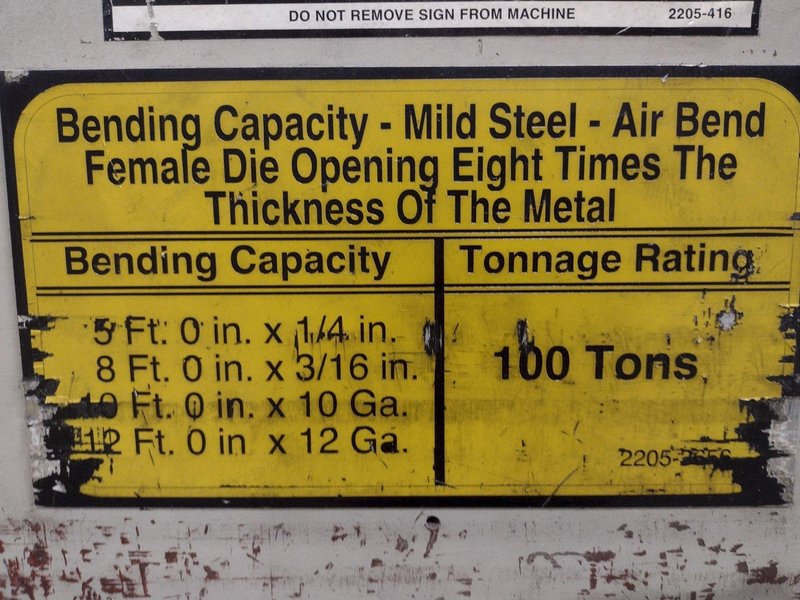 DO NOT REMOVE SIGN FROM MACHINE 2205-416
Bending Capacity - Mild Steel - Air Bend
Female Die Opening Eight Times The
Thickness Of The Metal
Bending Capacity Tonnage Rating
5 Ft. 0 in. x 1/4 in.
8 Ft. 0 in. x 3/16 in.
100 Tons
10 Ft. 0 in. x 10 Ga.
12 Ft. 0 in x 12 Ga.